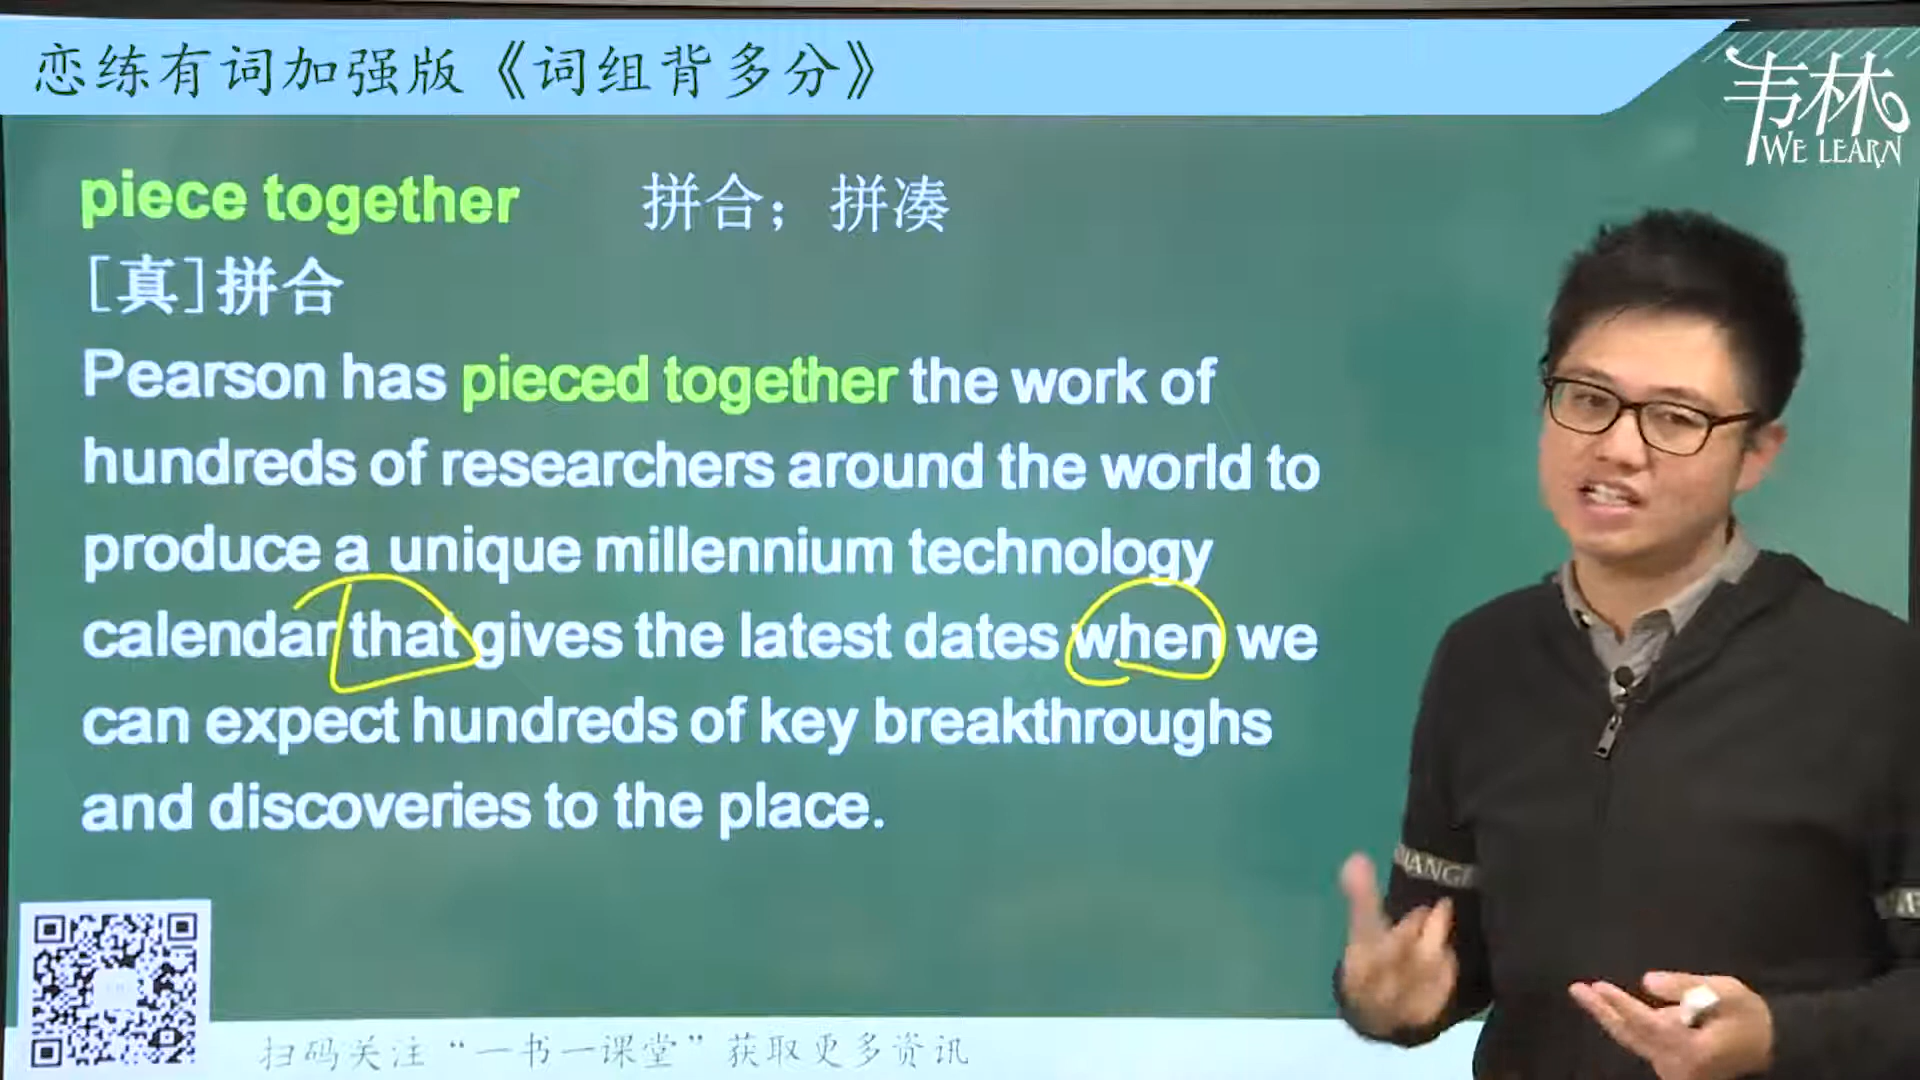 恋练有词加强版《词组背多分》
韦林
WE LEARN
piece together 拼合；拼凑
[真]拼合
Pearson has pieced together the work of
hundreds of researchers around the world to
produce a unique millennium technology
calendar that gives the latest dates when we
can expect hundreds of key breakthroughs
and discoveries to the place.
扫码关注“一书一课堂”获取更多资讯